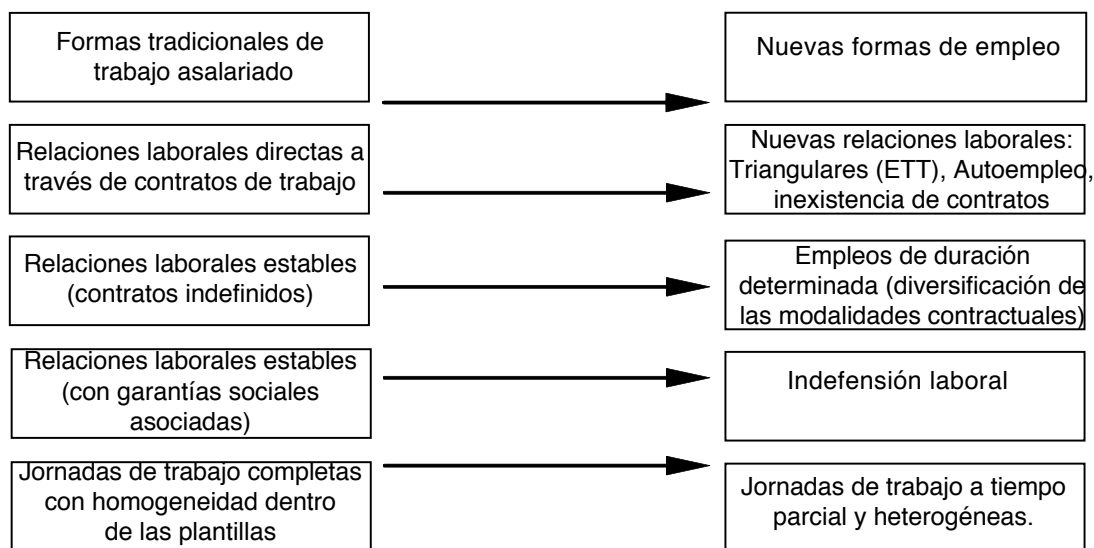 Formas tradicionales de
trabajo asalariado
Nuevas formas de empleo
Relaciones laborales directas a
través de contratos de trabajo
Nuevas relaciones laborales:
Triangulares (ETT), Autoempleo,
inexistencia de contratos
Relaciones laborales estables
(contratos indefinidos)
Empleos de duración
determinada (diversificación de
las modalidades contractuales)
Relaciones laborales estables
(con garantías sociales
asociadas)
Indefensión laboral
Jornadas de trabajo completas
con homogeneidad dentro
de las plantillas
Jornadas de trabajo a tiempo
parcial y heterogéneas.